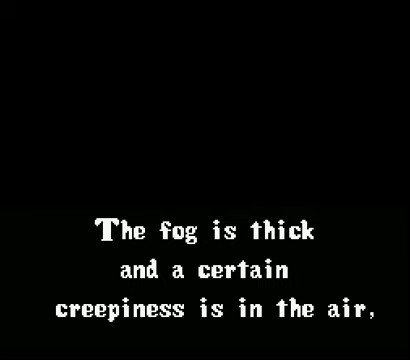 The fog is thick
and a certain
creepiness is in the air,